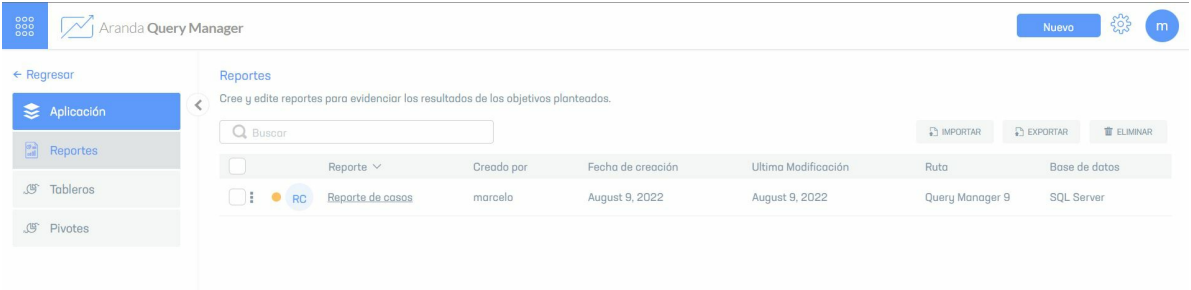 Aranda Query Manager
Nuevo
m
← Regresar
Aplicación
Reportes
Tableros
Pivotes
Reportes
Cree y edite reportes para evidenciar los resultados de los objetivos planteados.
Buscar
IMPORTAR
EXPORTAR
ELIMINAR
Reporte Creado por Fecha de creación Ultima Modificación Ruta Base de datos
RC Reporte de casos marcelo August 9, 2022 August 9, 2022 Query Manager 9 SQL Server